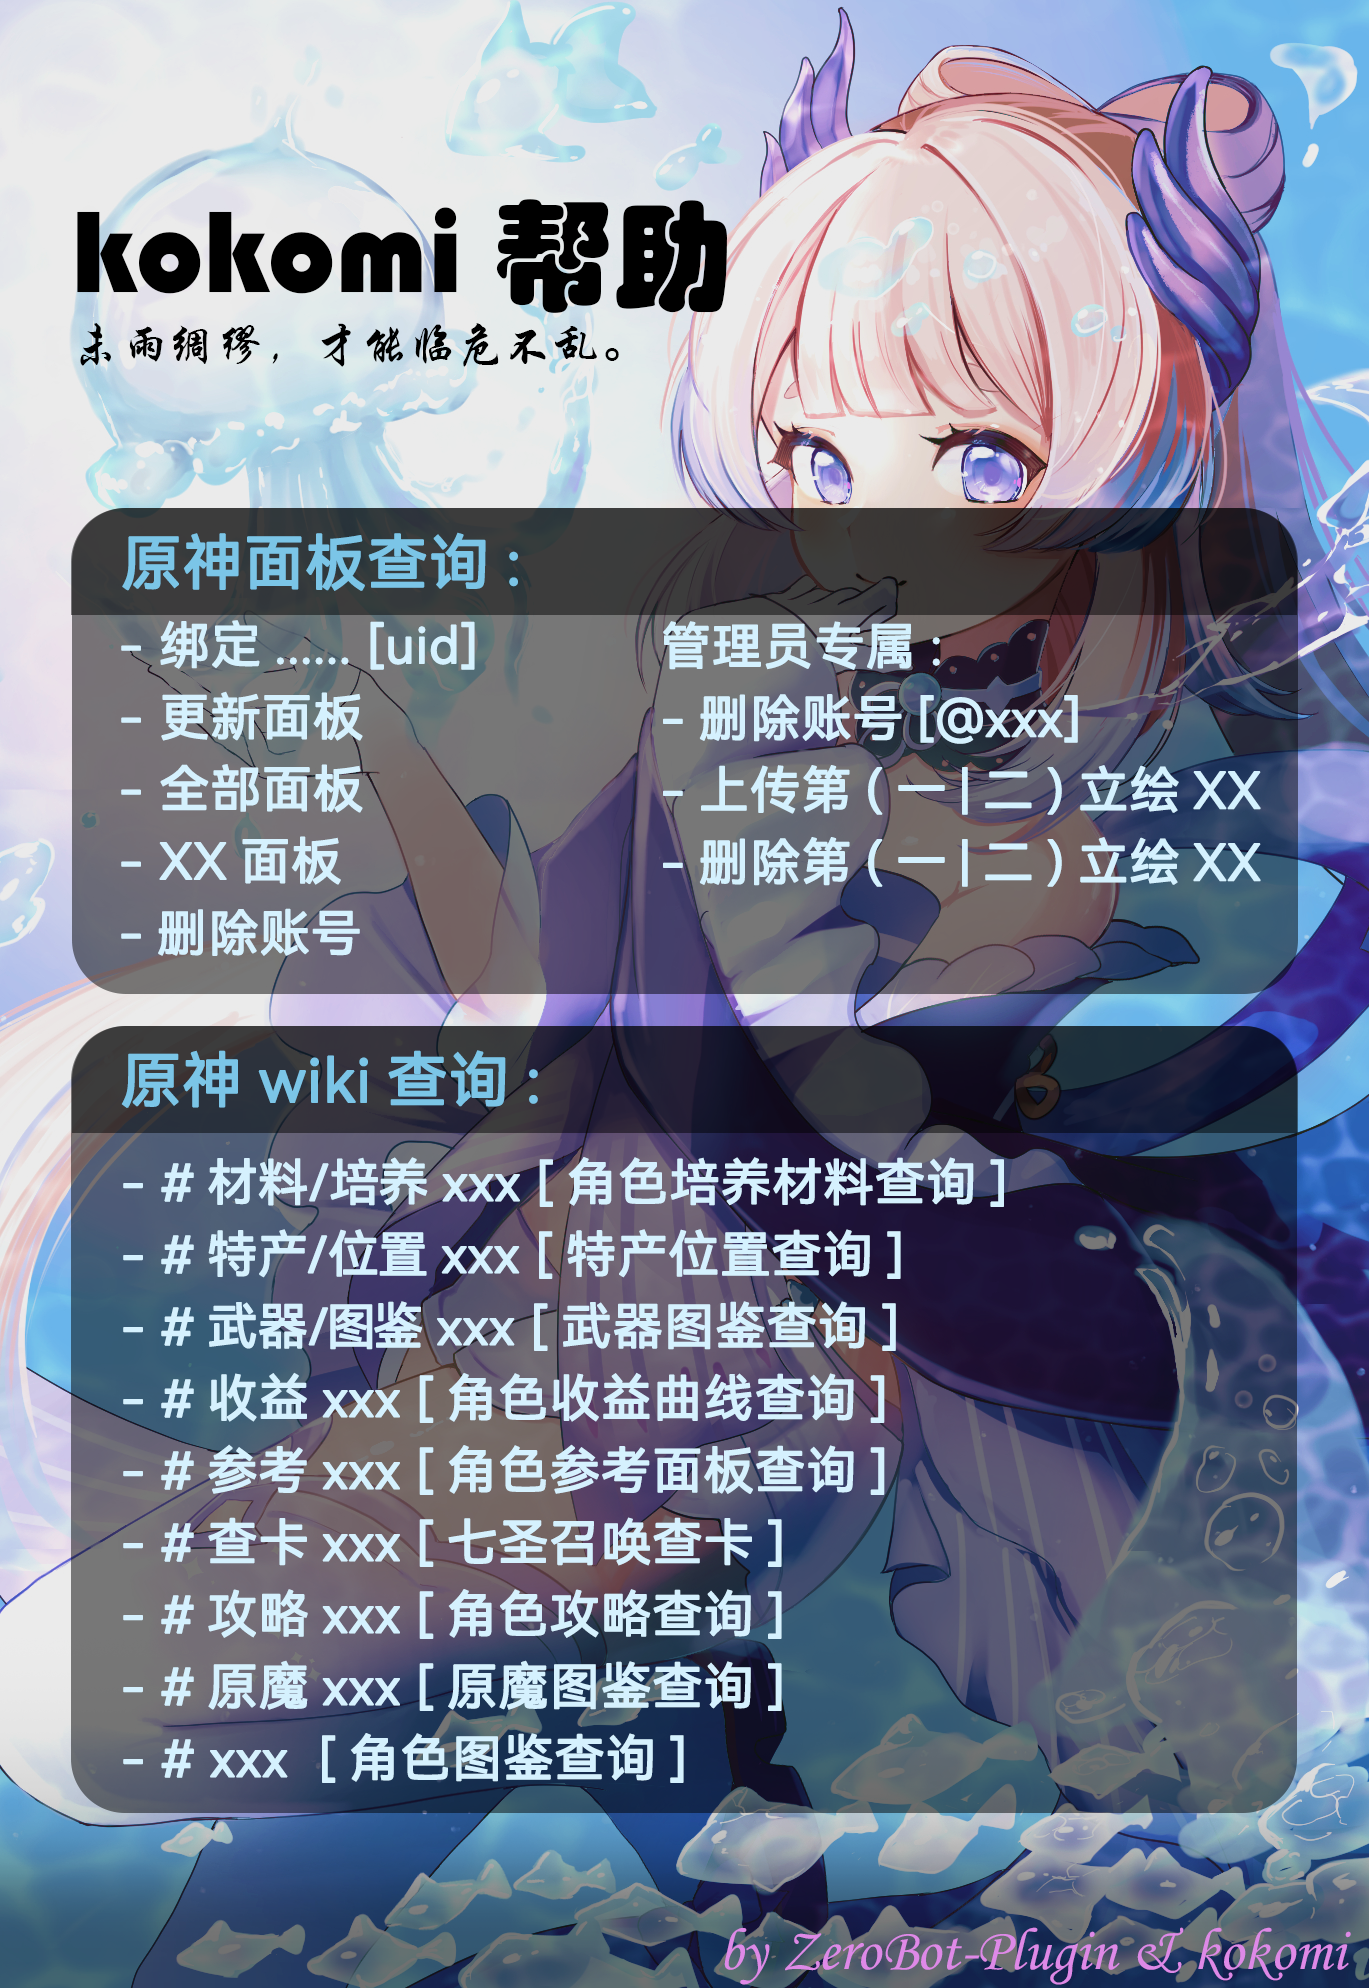 kokomi 帮助
未雨绸缪，才能临危不乱。
原神面板查询：
- 绑定 ...... [uid]
- 更新面板
- 全部面板
- XX 面板
- 删除账号
管理员专属：
- 删除账号 [@xxx]
- 上传第 ( 一 | 二 ) 立绘 XX
- 删除第 ( 一 | 二 ) 立绘 XX
原神 wiki 查询：
- # 材料/培养 xxx [ 角色培养材料查询 ]
- # 特产/位置 xxx [ 特产位置查询 ]
- # 武器/图鉴 xxx [ 武器图鉴查询 ]
- # 收益 xxx [ 角色收益曲线查询 ]
- # 参考 xxx [ 角色参考面板查询 ]
- # 查卡 xxx [ 七圣召唤查卡 ]
- # 攻略 xxx [ 角色攻略查询 ]
- # 原魔 xxx [ 原魔图鉴查询 ]
- # xxx [ 角色图鉴查询 ]
by ZeroBot-Plugin & kokomi